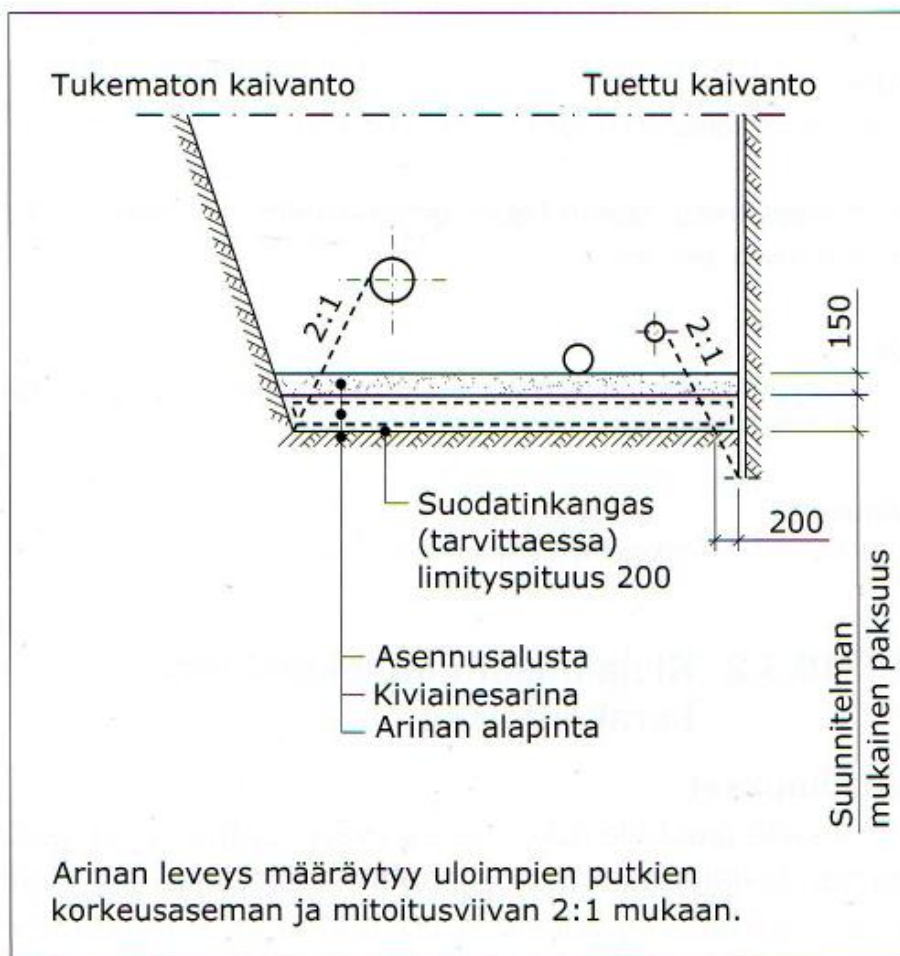 Tukematon kaivanto
Tuettu kaivanto
2:1
2:1
150
Suodatinkangas
(tarvittaessa)
limityspituus 200
200
Asennusalusta
Kiviainesarina
Arinan alapinta
Suunnitelman
mukainen paksuus
Arinan leveys määräytyy uloimpien putkien
korkeusaseman ja mitoitusviivan 2:1 mukaan.